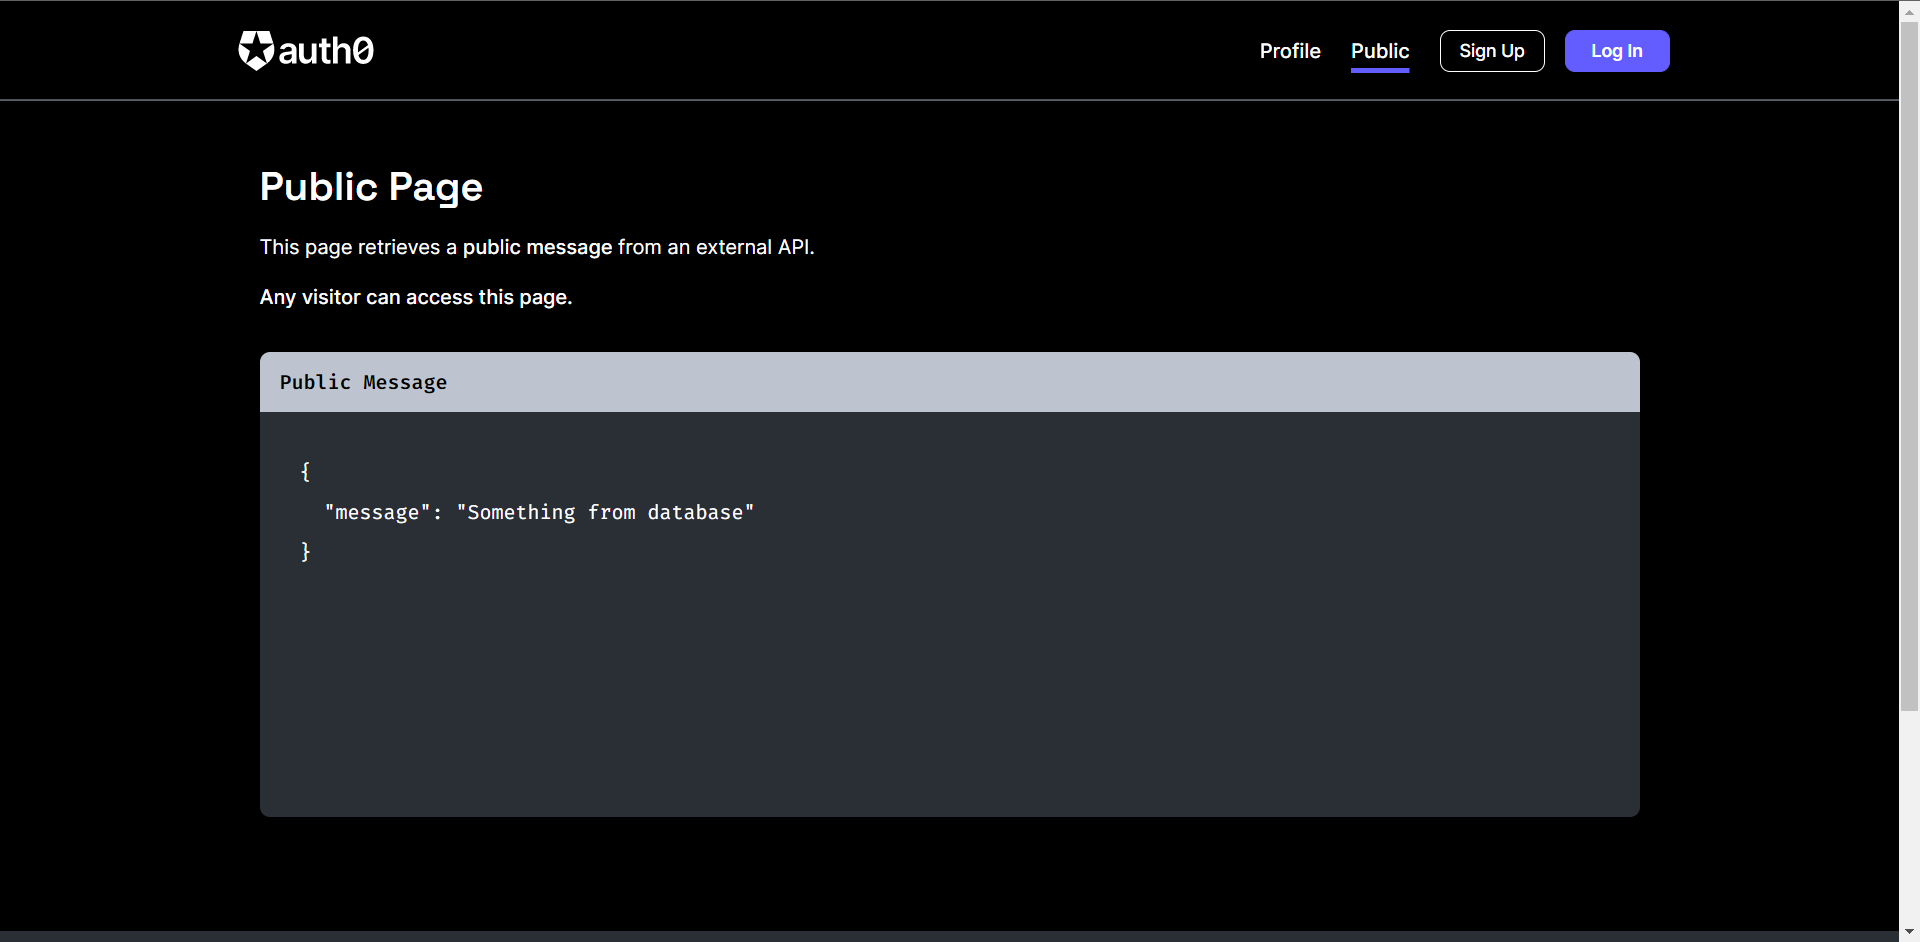 auth0
Profile Public Sign Up Log In
Public Page
This page retrieves a public message from an external API.
Any visitor can access this page.
Public Message
{
"message": "Something from database"
}